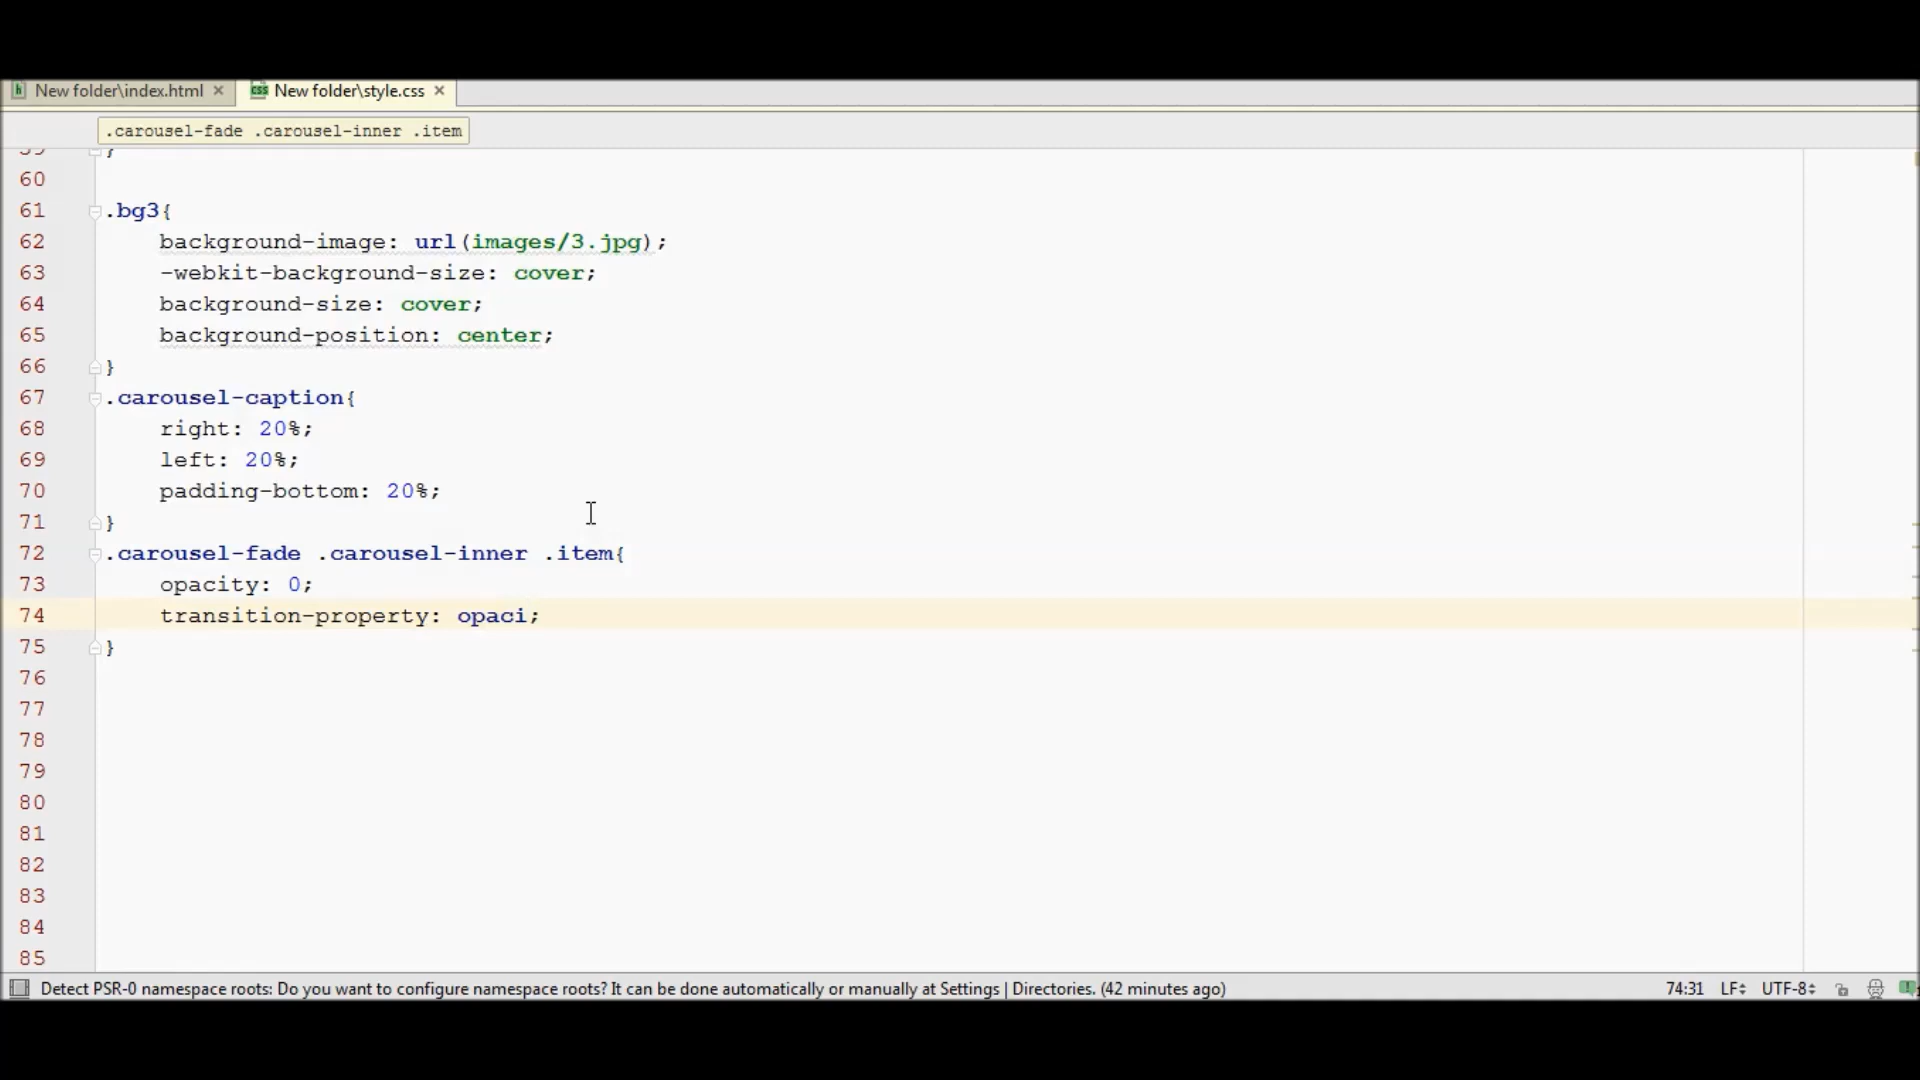 New folder\index.html
New folder\style.css
.carousel-fade .carousel-inner .item
59 }
60
61 .bg3{
62 background-image: url(images/3.jpg);
63 -webkit-background-size: cover;
64 background-size: cover;
65 background-position: center;
66 }
67 .carousel-caption{
68 right: 20%;
69 left: 20%;
70 padding-bottom: 20%;
71 }
72 .carousel-fade .carousel-inner .item{
73 opacity: 0;
74 transition-property: opaci;
75 }
76
77
78
79
80
81
82
83
84
85
Detect PSR-0 namespace roots: Do you want to configure namespace roots? It can be done automatically or manually at Settings | Directories. (42 minutes ago) 74:31 LF UTF-8